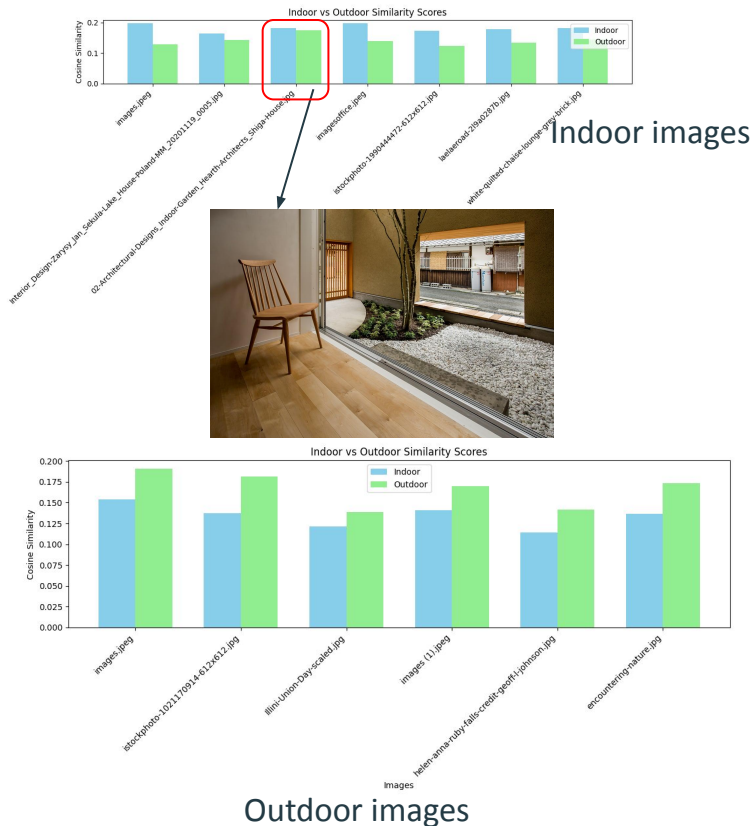 Indoor vs Outdoor Similarity Scores
Cosine Similarity
0.2
0.1
0.0
Indoor
Outdoor
images.jpeg
Interior_Design-Zarysy_Jan_Sekula-Lake_House-Poland-MM_20201119_0005.jpg
02-Architectural-Designs_Indoor-Garden_Hearth-Architects_Shiga-House.jpg
imagesoffice.jpg
istockphoto-1990444472-612x612.jpg
laelaeroad-2l9a0287b.jpg
white-quilted-chaise-lounge-grey-brick.jpg
Indoor images
Indoor vs Outdoor Similarity Scores
Cosine Similarity
0.200
0.175
0.150
0.125
0.100
0.075
0.050
0.025
0.000
Indoor
Outdoor
images.jpeg
istockphoto-1021170914-612x612.jpg
Illini-Union-Day-scaled.jpg
images (1).jpeg
helen-anna-ruby-falls-credit-geoff-l-johnson.jpg
encountering-nature.jpg
Images
Outdoor images